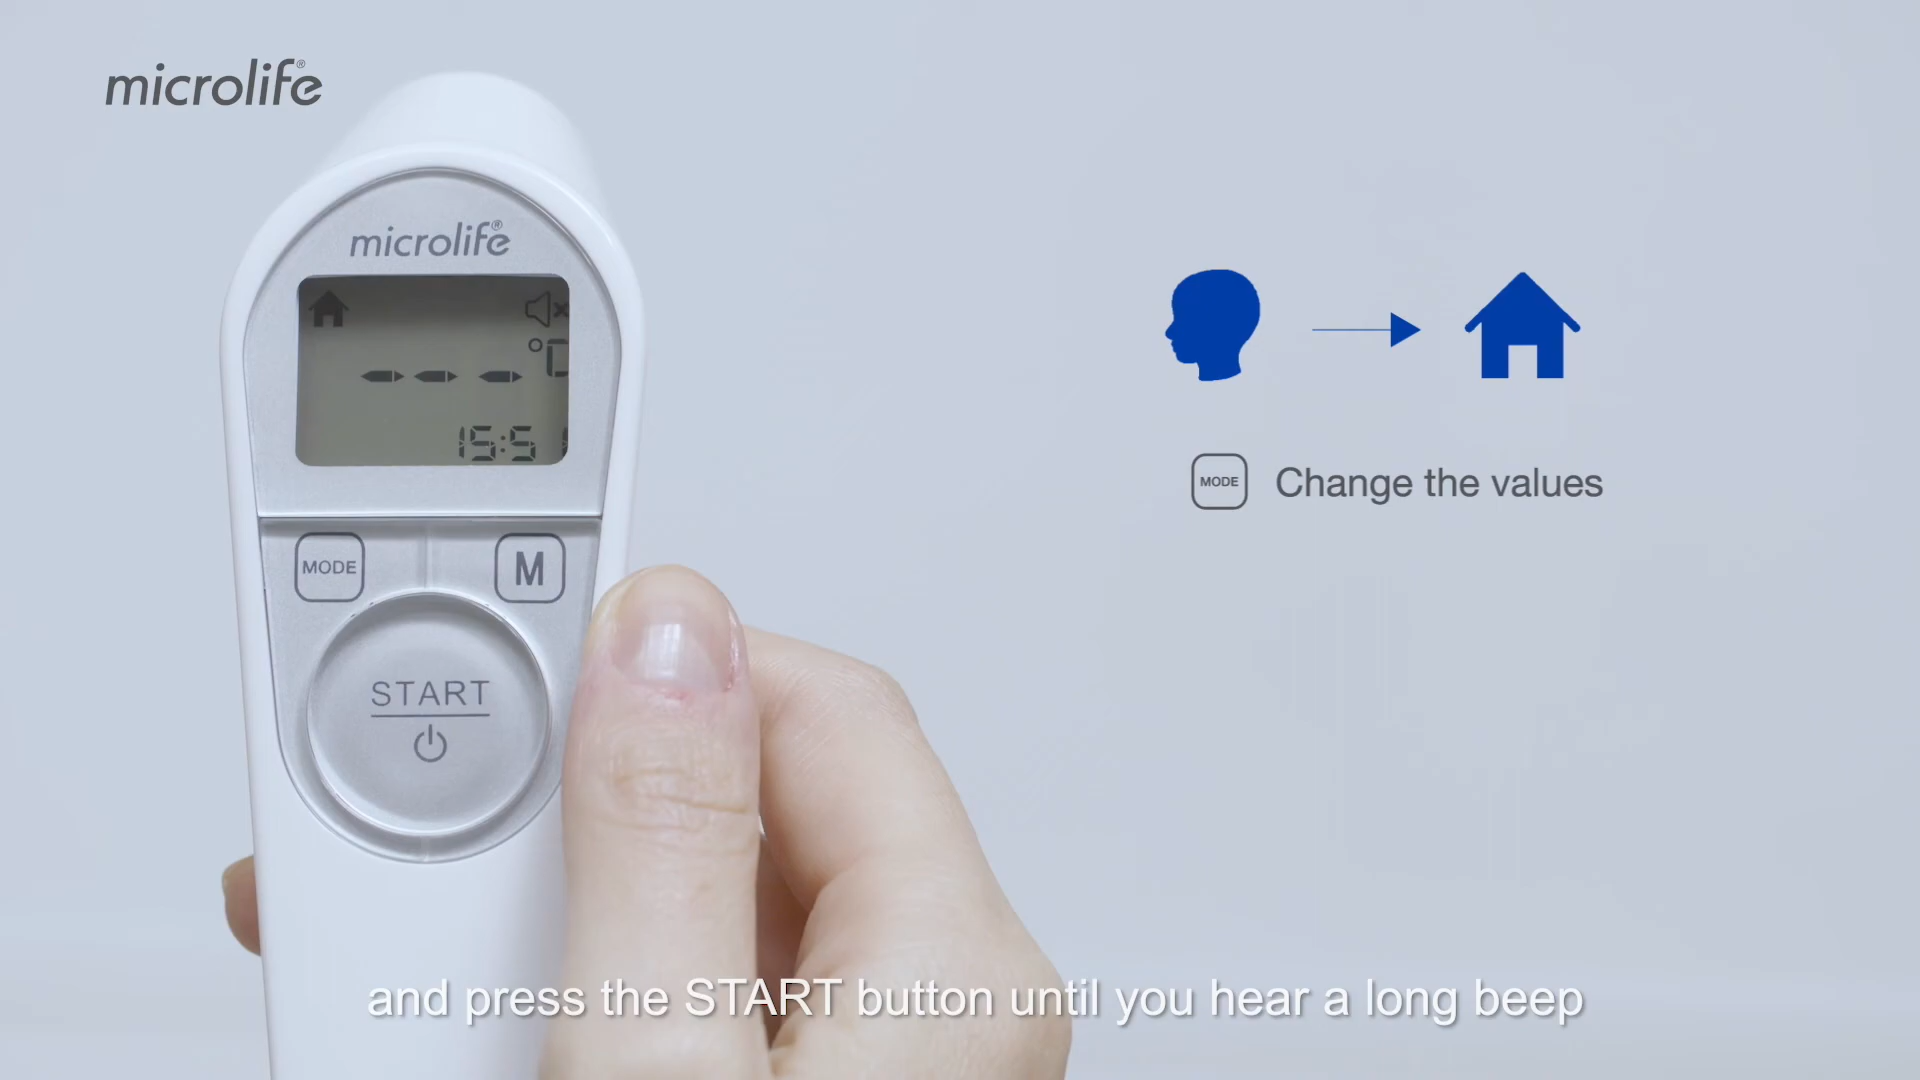 microlife®
microlife®
°C
15:51
MODE
Change the values
MODE
M
START
and press the START button until you hear a long beep